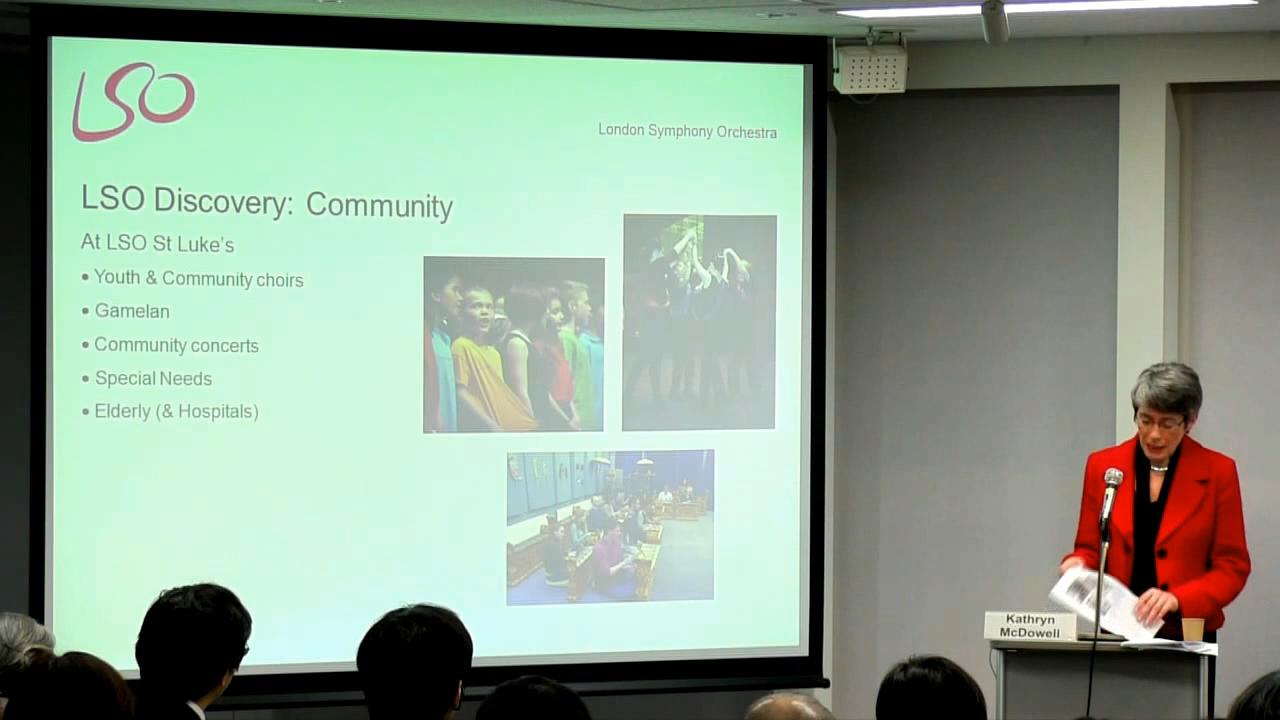 LSO
London Symphony Orchestra
LSO Discovery: Community
At LSO St Luke's
• Youth & Community choirs
• Gamelan
• Community concerts
• Special Needs
• Elderly (& Hospitals)
Kathryn
McDowell